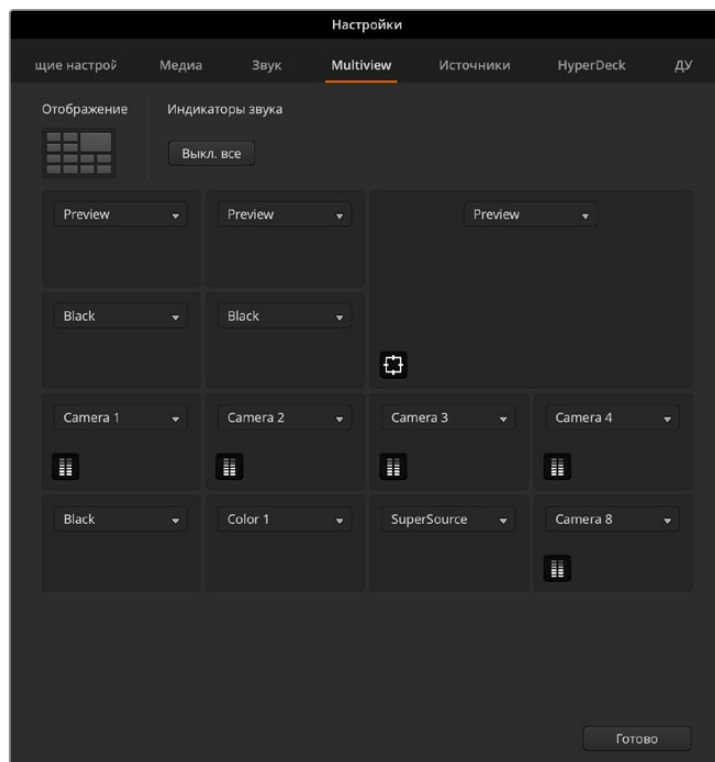 Настройки
щие настрой Медиа Звук Multiview Источники HyperDeck ДУ
Отображение Индикаторы звука
Выкл. все
Preview Preview Preview
Black Black
Camera 1 Camera 2 Camera 3 Camera 4
Black Color 1 SuperSource Camera 8
Готово